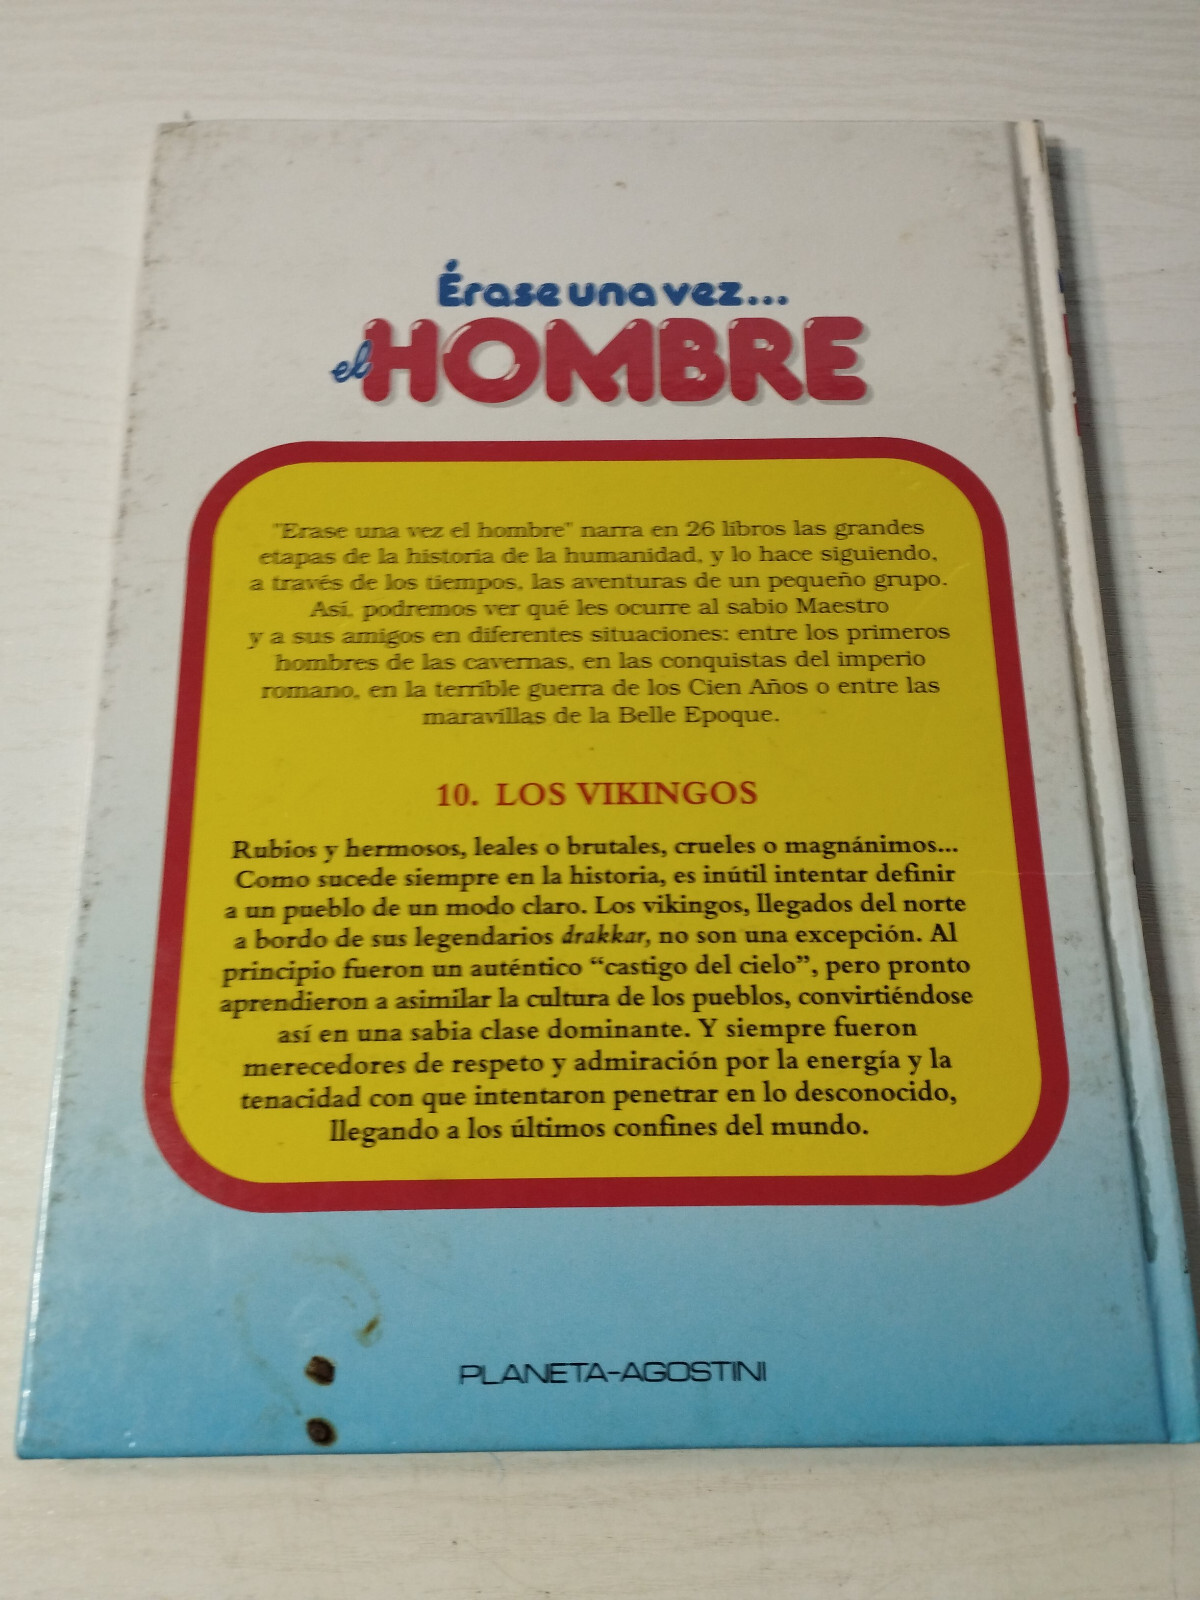 Érase una vez...
el HOMBRE
"Erase una vez el hombre" narra en 26 libros las grandes
etapas de la historia de la humanidad, y lo hace siguiendo,
a través de los tiempos, las aventuras de un pequeño grupo.
Así, podremos ver qué les ocurre al sabio Maestro
y a sus amigos en diferentes situaciones: entre los primeros
hombres de las cavernas, en las conquistas del imperio
romano, en la terrible guerra de los Cien Años o entre las
maravillas de la Belle Epoque.
10. LOS VIKINGOS
Rubios y hermosos, leales o brutales, crueles o magnánimos...
Como sucede siempre en la historia, es inútil intentar definir
a un pueblo de un modo claro. Los vikingos, llegados del norte
a bordo de sus legendarios drakkar, no son una excepción. Al
principio fueron un auténtico “castigo del cielo”, pero pronto
aprendieron a asimilar la cultura de los pueblos, convirtiéndose
así en una sabia clase dominante. Y siempre fueron
merecedores de respeto y admiración por la energía y la
tenacidad con que intentaron penetrar en lo desconocido,
llegando a los últimos confines del mundo.
PLANETA-AGOSTINI